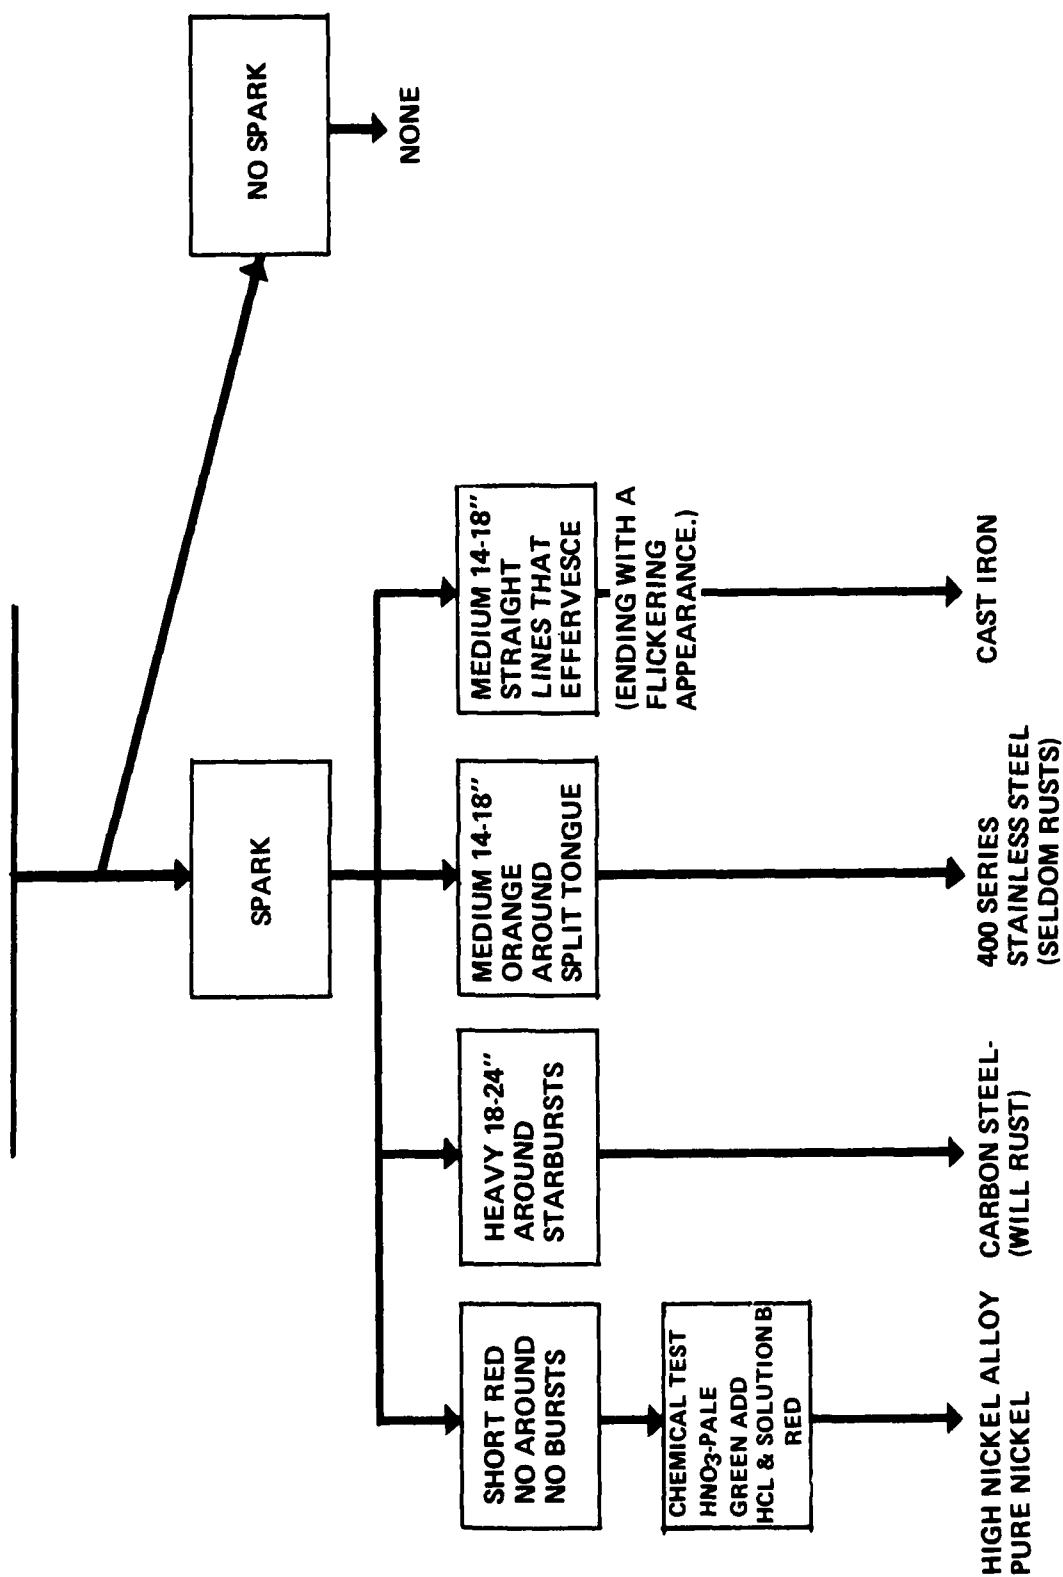 NO SPARK
NONE
SPARK
SHORT RED
NO AROUND
NO BURSTS
HEAVY 18-24"
AROUND
STARBURSTS
MEDIUM 14-18"
ORANGE
AROUND
SPLIT TONGUE
MEDIUM 14-18"
STRAIGHT
LINES THAT
EFFERVESCE
(ENDING WITH A
FLICKERING
APPEARANCE.)
CHEMICAL TEST
HNO3-PALE
GREEN ADD
HCL & SOLUTION B
RED
HIGH NICKEL ALLOY
PURE NICKEL
CARBON STEEL-
(WILL RUST)
400 SERIES
STAINLESS STEEL
(SELDOM RUSTS)
CAST IRON